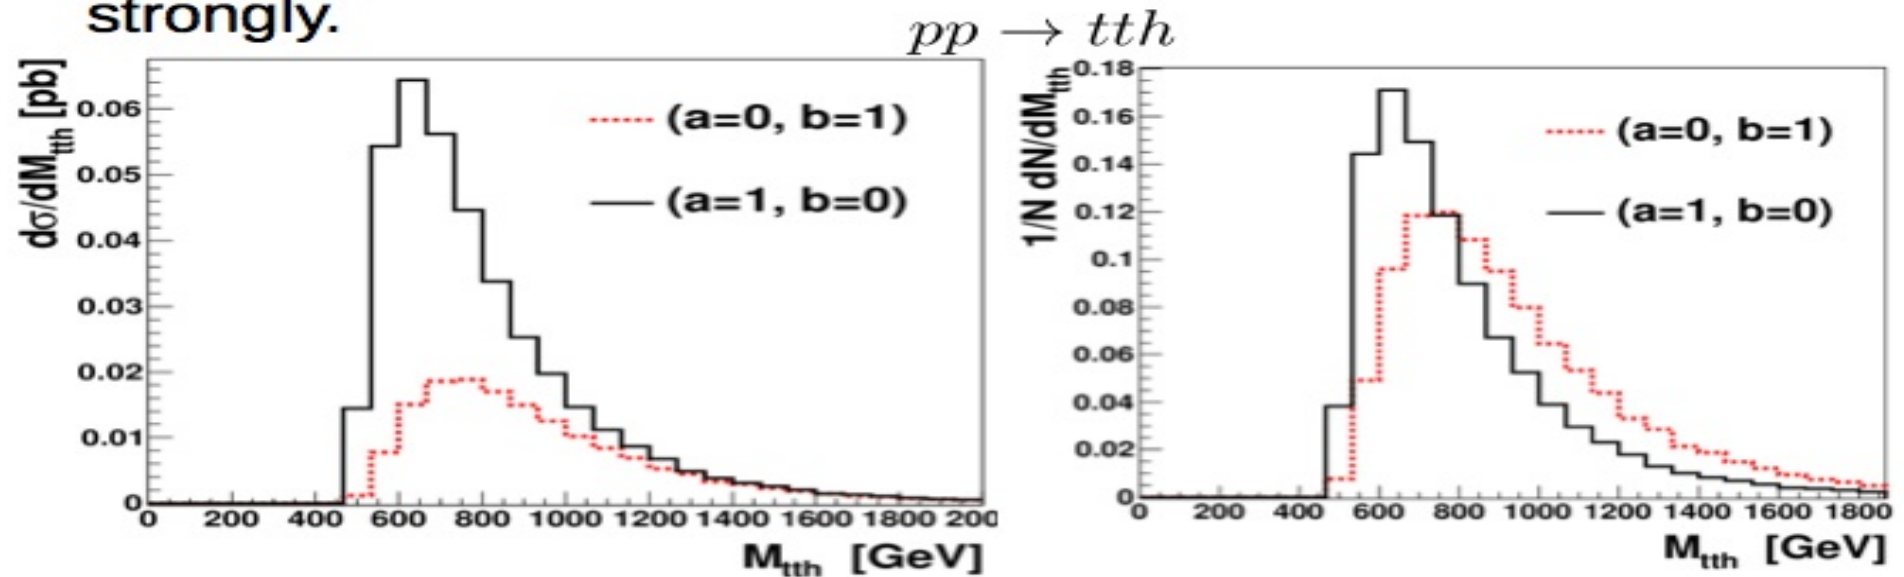 strongly.
pp → tth
dσ/dM_tth [pb]
0.06
0.05
0.04
0.03
0.02
0.01
0
(a=0, b=1)
(a=1, b=0)
0 200 400 600 800 1000 1200 1400 1600 1800 200
M_tth [GeV]
1/N dN/dM_tth
0.18
0.16
0.14
0.12
0.1
0.08
0.06
0.04
0.02
0
(a=0, b=1)
(a=1, b=0)
0 200 400 600 800 1000 1200 1400 1600 1800
M_tth [GeV]